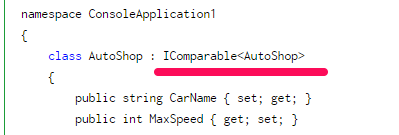 namespace ConsoleApplication1
{
class AutoShop : IComparable<AutoShop>
{
public string CarName { set; get; }
public int MaxSpeed { get; set; }